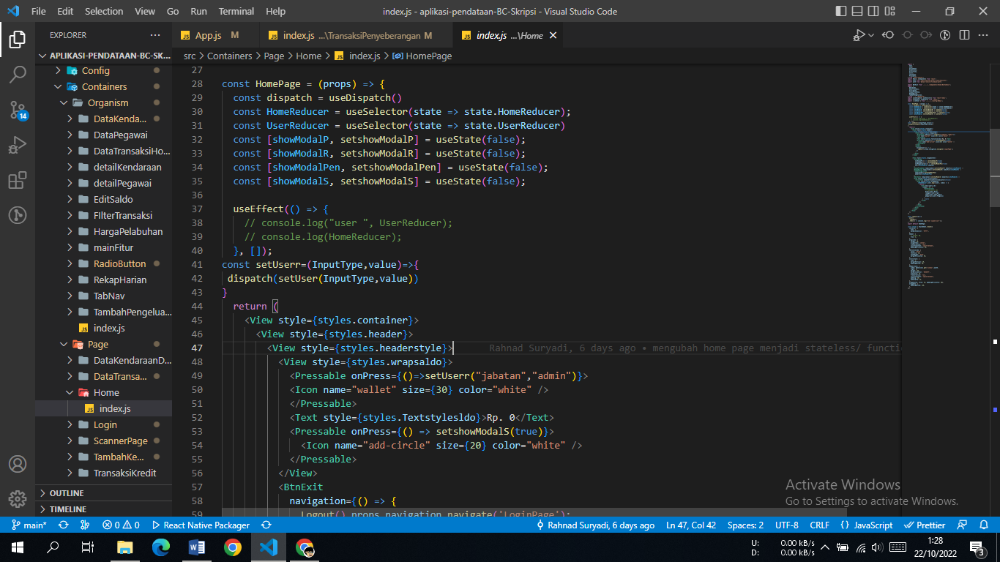 File Edit Selection View Go Run Terminal Help
index.js - aplikasi-pendataan-BC-Skripsi - Visual Studio Code
EXPLORER
APLIKASI-PENDATAAN-BC-SK...
Config
Containers
Organism
DataKenda...
DataPegawai
DataTransaksiHo...
detailKendaraan
detailPegawai
EditSaldo
FIlterTransaksi
HargaPelabuhan
mainFitur
RadioButton
RekapHarian
TabNav
TambahPengelua...
index.js
Page
DataKendaraanD...
DataTransa...
Home
index.js
Login
ScannerPage
TambahKe...
TransaksiKredit
OUTLINE
TIMELINE
14
App.js M
index.js ...\TransaksiPenyeberangan M
index.js ...\Home
src > Containers > Page > Home > index.js > HomePage
27
28 const HomePage = (props) => {
29 const dispatch = useDispatch()
30 const HomeReducer = useSelector(state => state.HomeReducer);
31 const UserReducer = useSelector(state => state.UserReducer)
32 const [showModalP, setshowModalP] = useState(false);
33 const [showModalR, setshowModalR] = useState(false);
34 const [showModalPen, setshowModalPen] = useState(false);
35 const [showModalS, setshowModalS] = useState(false);
36
37 useEffect(() => {
38 // console.log("user ", UserReducer);
39 // console.log(HomeReducer);
40 }, []);
41 const setUserr=(InputType,value)=>{
42 dispatch(setUser(InputType,value))
43 }
44 return (
45 <View style={styles.container}>
46 <View style={styles.header}>
47 <View style={styles.headerstyle}> Rahnad Suryadi, 6 days ago • mengubah home page menjadi stateless/ functi
48 <View style={styles.wrapsaldo}>
49 <Pressable onPress={()=>setUserr("jabatan","admin")}>
50 <Icon name="wallet" size={30} color="white" />
51 </Pressable>
52 <Text style={styles.Textstylesldo}>Rp. 0</Text>
53 <Pressable onPress={() => setshowModalS(true)}>
54 <Icon name="add-circle" size={20} color="white" />
55 </Pressable>
56 </View>
57 <BtnExit
58 navigation={() => {
59 Logout() props.navigation.navigate('LoginPage');
Activate Windows
Go to Settings to activate Windows.
main* 0 0 React Native Packager
Rahnad Suryadi, 6 days ago Ln 47, Col 42 Spaces: 2 UTF-8 CRLF {} JavaScript Prettier
U: 0.00 kB/s
D: 0.00 kB/s
1:28
22/10/2022
3